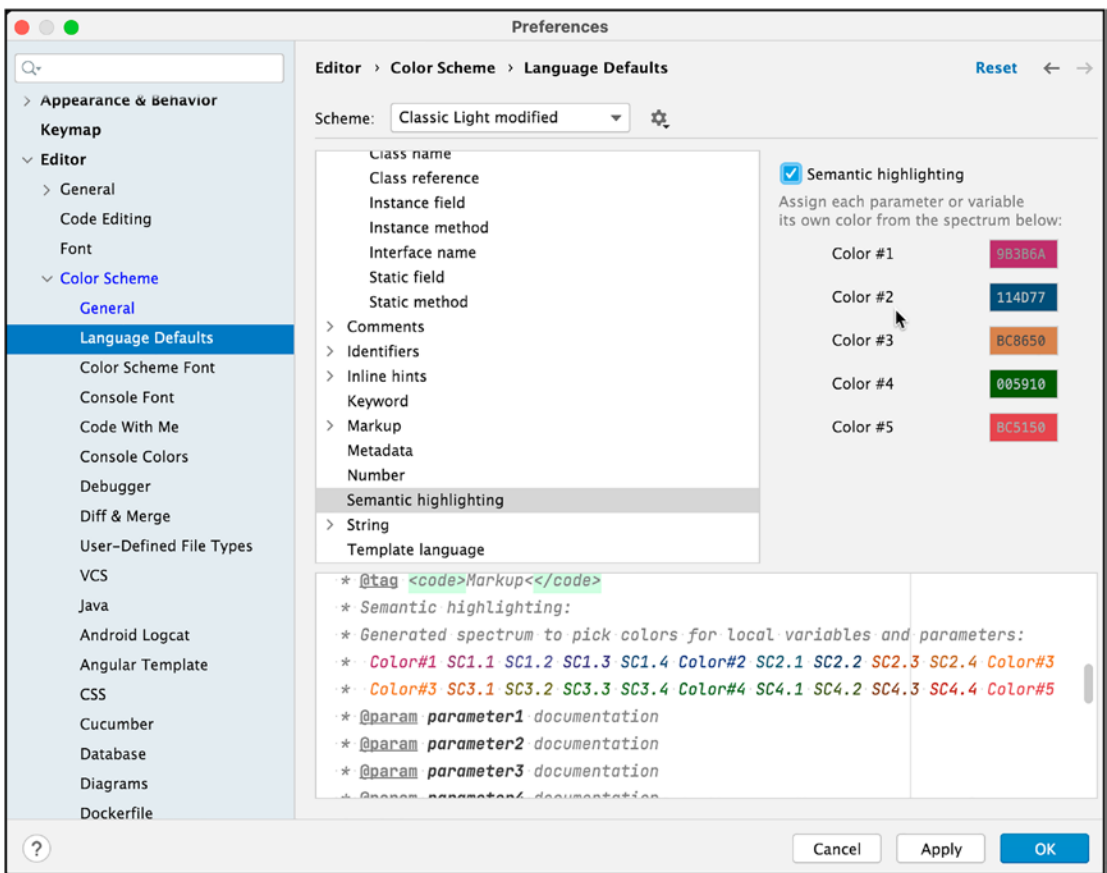 Preferences
Appearance & Behavior
Keymap
Editor
General
Code Editing
Font
Color Scheme
General
Language Defaults
Color Scheme Font
Console Font
Code With Me
Console Colors
Debugger
Diff & Merge
User-Defined File Types
VCS
Java
Android Logcat
Angular Template
CSS
Cucumber
Database
Diagrams
Dockerfile
Editor › Color Scheme › Language Defaults
Reset
Scheme: Classic Light modified
Class name
Class reference
Instance field
Instance method
Interface name
Static field
Static method
Comments
Identifiers
Inline hints
Keyword
Markup
Metadata
Number
Semantic highlighting
String
Template language
Semantic highlighting
Assign each parameter or variable
its own color from the spectrum below:
Color #1 9B3B6A
Color #2 114D77
Color #3 BC8650
Color #4 005910
Color #5 BC5150
* @tag <code>Markup<</code>
* Semantic highlighting:
* Generated spectrum to pick colors for local variables and parameters:
* Color#1 SC1.1 SC1.2 SC1.3 SC1.4 Color#2 SC2.1 SC2.2 SC2.3 SC2.4 Color#3
* Color#3 SC3.1 SC3.2 SC3.3 SC3.4 Color#4 SC4.1 SC4.2 SC4.3 SC4.4 Color#5
* @param parameter1 documentation
* @param parameter2 documentation
* @param parameter3 documentation
* @param parameter4 documentation
?
Cancel
Apply
OK